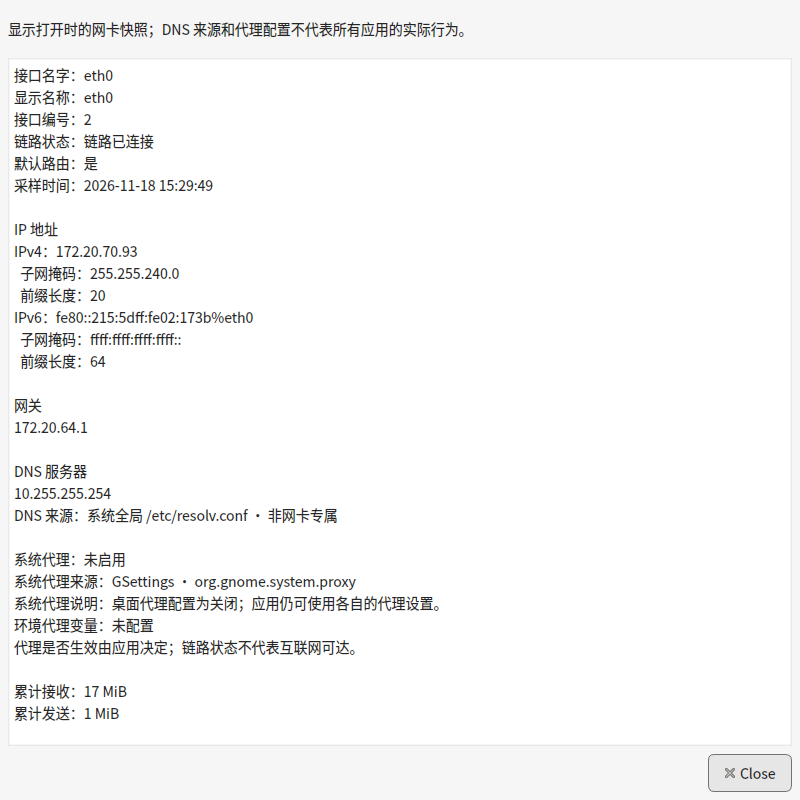 显示打开时的网卡快照；DNS 来源和代理配置不代表所有应用的实际行为。
接口名字：eth0
显示名称：eth0
接口编号：2
链路状态：链路已连接
默认路由：是
采样时间：2026-11-18 15:29:49
IP 地址
IPv4：172.20.70.93
子网掩码：255.255.240.0
前缀长度：20
IPv6：fe80::215:5dff:fe02:173b%eth0
子网掩码：ffff:ffff:ffff:ffff::
前缀长度：64
网关
172.20.64.1
DNS 服务器
10.255.255.254
DNS 来源：系统全局 /etc/resolv.conf · 非网卡专属
系统代理：未启用
系统代理来源：GSettings · org.gnome.system.proxy
系统代理说明：桌面代理配置为关闭；应用仍可使用各自的代理设置。
环境代理变量：未配置
代理是否生效由应用决定；链路状态不代表互联网可达。
累计接收：17 MiB
累计发送：1 MiB
Close